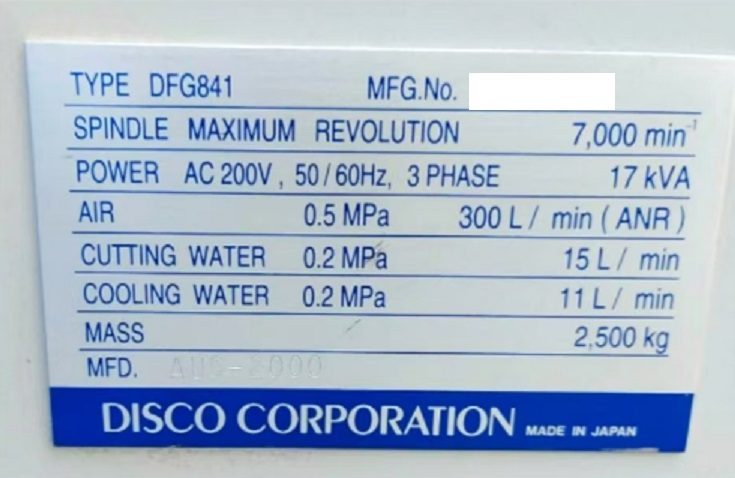 TYPE DFG841 MFG.No.
SPINDLE MAXIMUM REVOLUTION 7,000 min⁻¹
POWER AC 200V, 50/60Hz, 3 PHASE 17 kVA
AIR 0.5 MPa 300 L/ min (ANR)
CUTTING WATER 0.2 MPa 15 L/ min
COOLING WATER 0.2 MPa 11 L/ min
MASS 2,500 kg
MFD.
DISCO CORPORATION MADE IN JAPAN